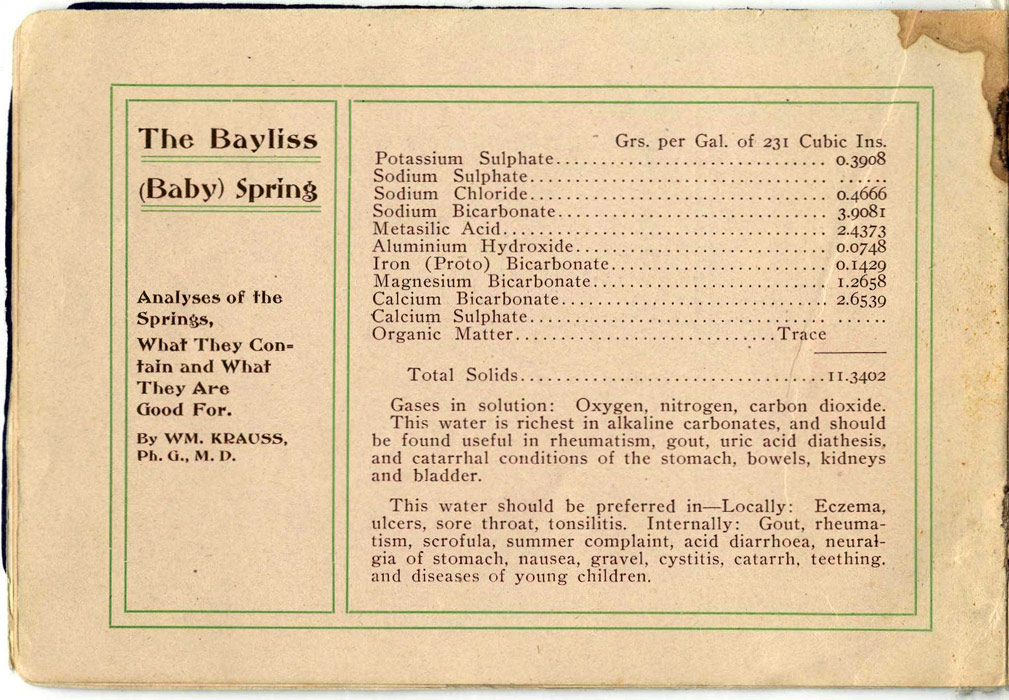 The Bayliss
(Baby) Spring
Analyses of the
Springs,
What They Con=
tain and What
They Are
Good For.
By WM. KRAUSS,
Ph. G., M. D.
Grs. per Gal. of 231 Cubic Ins.
Potassium Sulphate.............................. 0.3908
Sodium Sulphate................................. ......
Sodium Chloride................................. 0.4666
Sodium Bicarbonate.............................. 3.9081
Metasilic Acid.................................... 2.4373
Aluminium Hydroxide............................ 0.0748
Iron (Proto) Bicarbonate........................ 0.1429
Magnesium Bicarbonate.......................... 1.2658
Calcium Bicarbonate............................. 2.6539
Calcium Sulphate................................. ......
Organic Matter.............................Trace
Total Solids..................................11.3402
Gases in solution: Oxygen, nitrogen, carbon dioxide.
This water is richest in alkaline carbonates, and should
be found useful in rheumatism, gout, uric acid diathesis,
and catarrhal conditions of the stomach, bowels, kidneys
and bladder.
This water should be preferred in—Locally: Eczema,
ulcers, sore throat, tonsilitis. Internally: Gout, rheuma-
tism, scrofula, summer complaint, acid diarrhoea, neural-
gia of stomach, nausea, gravel, cystitis, catarrh, teething.
and diseases of young children.